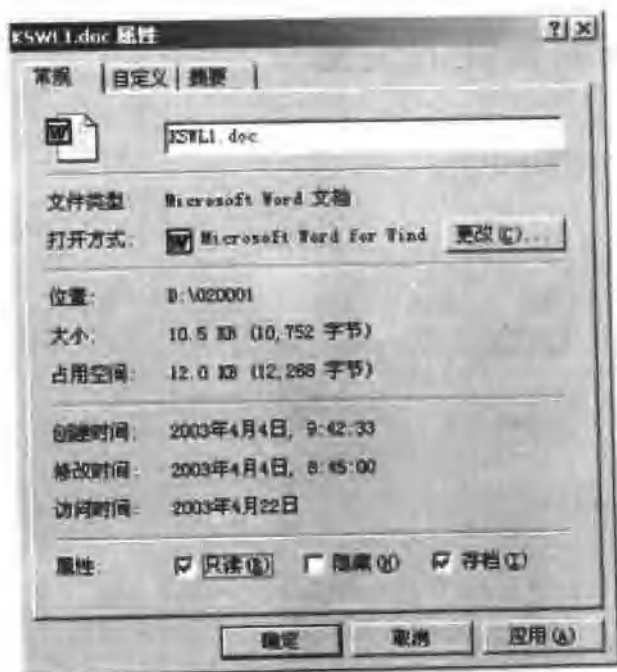 KSWL1.doc 属性
常规 自定义 摘要
KSWL1.doc
文件类型 Microsoft Word 文档
打开方式: Microsoft Word for Wind 更改(C)...
位置: D:\020001
大小: 10.5 KB (10,752 字节)
占用空间: 12.0 KB (12,288 字节)
创建时间: 2003年4月4日, 9:42:33
修改时间: 2003年4月4日, 8:45:00
访问时间: 2003年4月22日
属性: 只读(R) 隐藏(H) 存档(I)
确定 取消 应用(A)